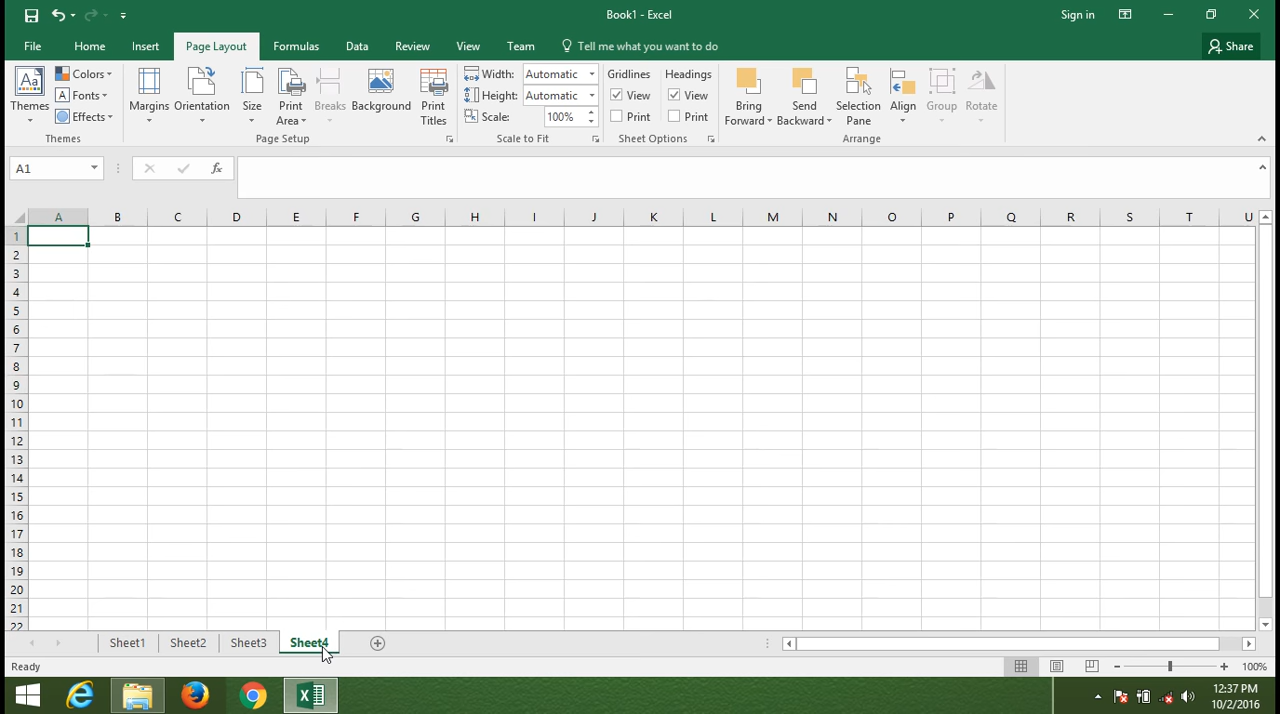 Book1 - Excel
Sign in
File Home Insert Page Layout Formulas Data Review View Team Tell me what you want to do Share
Themes
Colors
Fonts
Effects
Themes
Margins
Orientation
Size
Print Area
Breaks
Background
Print Titles
Page Setup
Width: Automatic
Height: Automatic
Scale: 100%
Scale to Fit
Gridlines Headings
View View
Print Print
Sheet Options
Bring Forward
Send Backward
Selection Pane
Align
Group
Rotate
Arrange
A1 fx
A B C D E F G H I J K L M N O P Q R S T U
1
2
3
4
5
6
7
8
9
10
11
12
13
14
15
16
17
18
19
20
21
22
Sheet1 Sheet2 Sheet3 Sheet4
Ready 100%
12:37 PM
10/2/2016